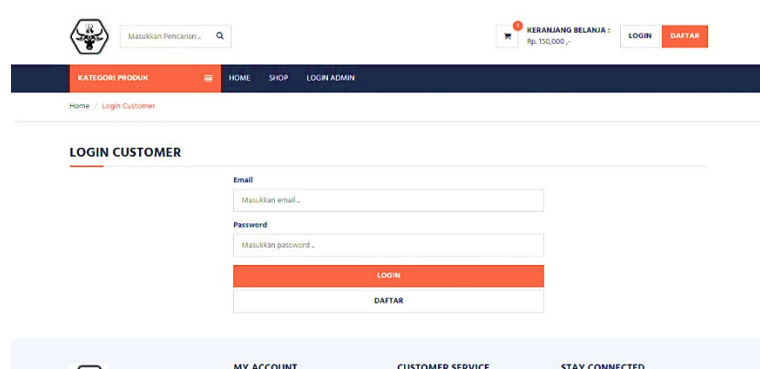 R
Masukkan Pencarian ..
0
KERANJANG BELANJA :
Rp. 150,000 ,-
LOGIN
DAFTAR
KATEGORI PRODUK
HOME
SHOP
LOGIN ADMIN
Home / Login Customer
LOGIN CUSTOMER
Email
Masukkan email ..
Password
Masukkan password ..
LOGIN
DAFTAR
MY ACCOUNT
CUSTOMER SERVICE
STAY CONNECTED